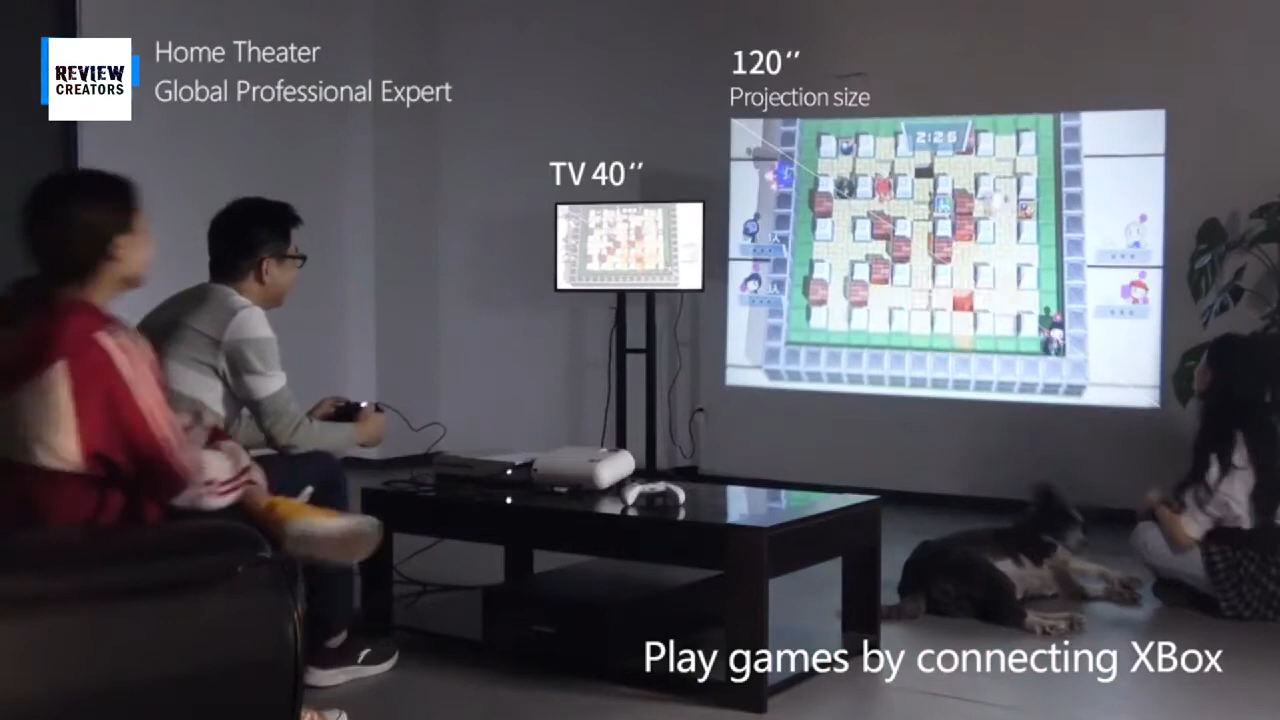 REVIEW
CREATORS
Home Theater
Global Professional Expert
120"
Projection size
TV 40"
2:26
Play games by connecting XBox